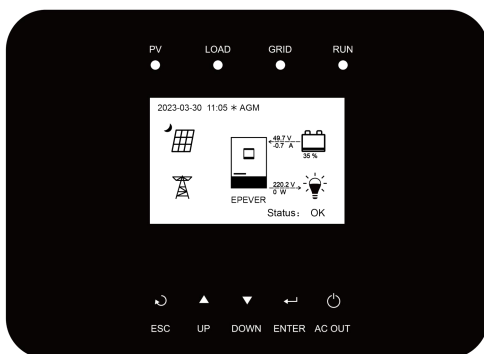 PV LOAD GRID RUN
2023-03-30 11:05 * AGM
49.7 V
-0.7 A
35 %
220.2 V
0 W
EPEVER
Status: OK
ESC UP DOWN ENTER AC OUT